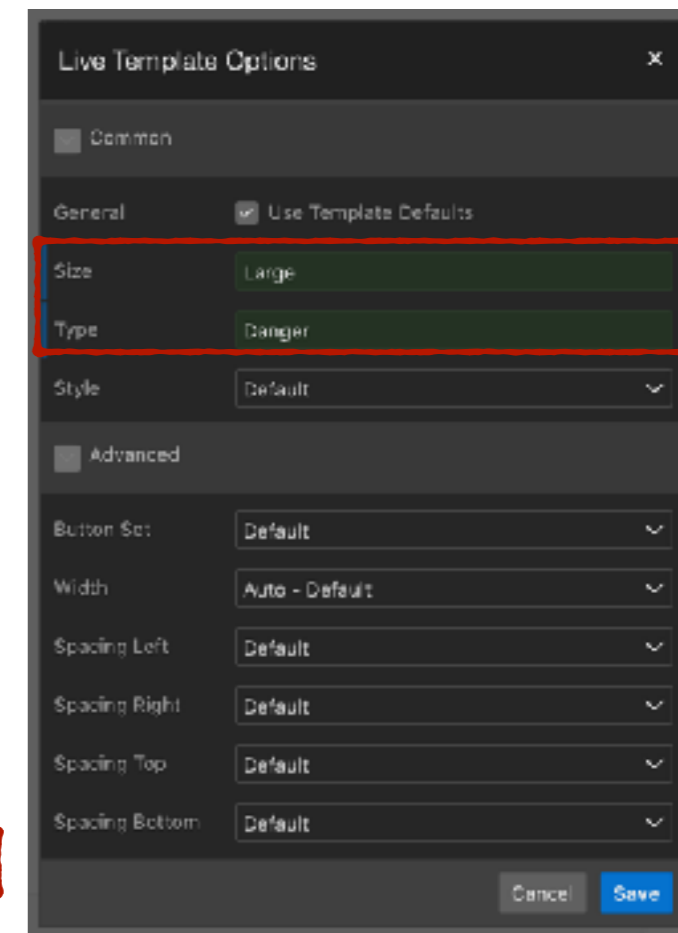 Live Template Options ×
Common
General Use Template Defaults
Size Large
Type Danger
Style Default
Advanced
Button Set Default
Width Auto - Default
Spacing Left Default
Spacing Right Default
Spacing Top Default
Spacing Bottom Default
Cancel Save